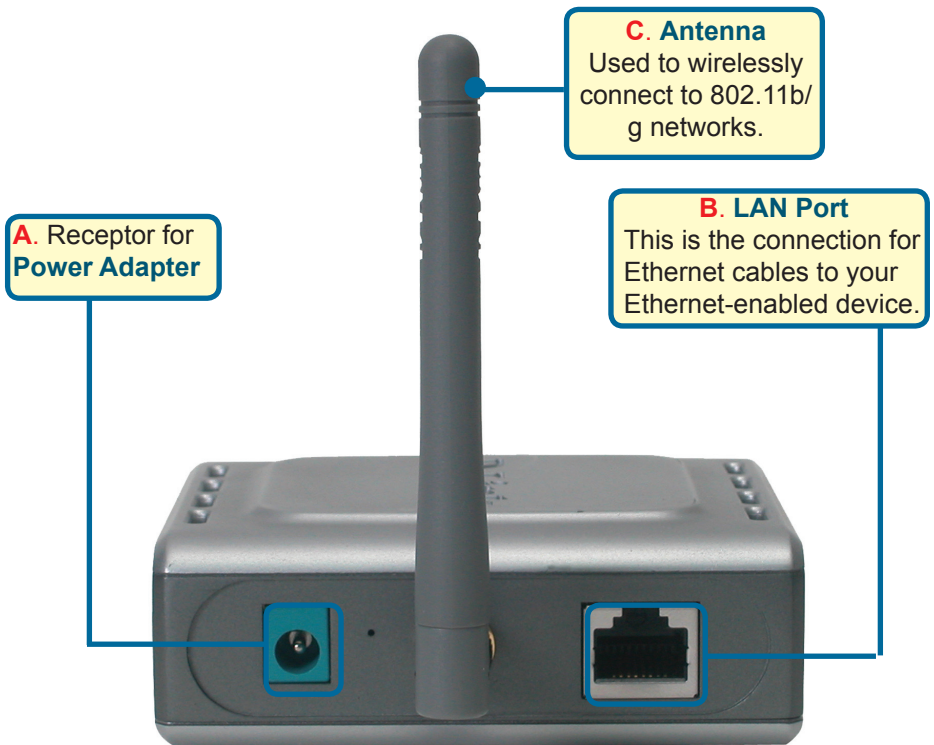 C. Antenna
Used to wirelessly
connect to 802.11b/
g networks.
A. Receptor for
Power Adapter
B. LAN Port
This is the connection for
Ethernet cables to your
Ethernet-enabled device.